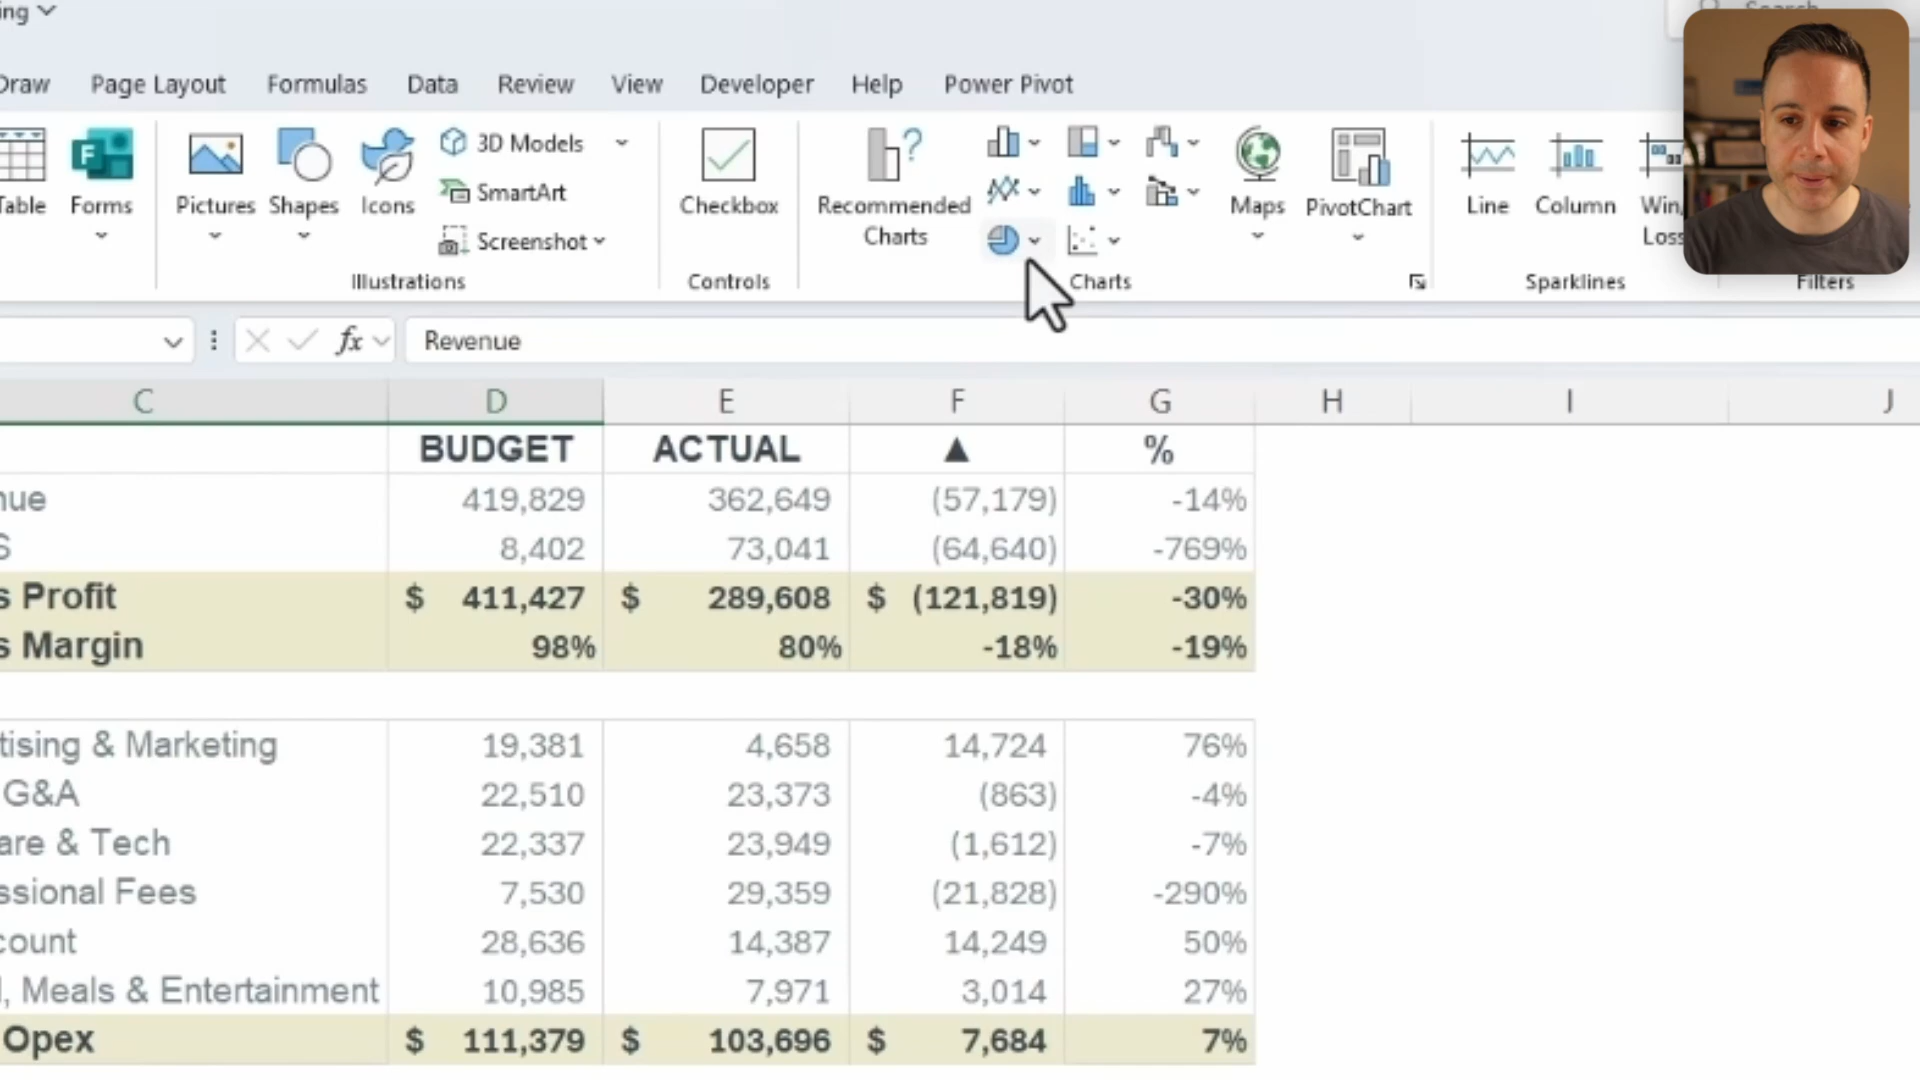 ing
Search
Draw Page Layout Formulas Data Review View Developer Help Power Pivot
Table Forms Pictures Shapes Icons 3D Models SmartArt Screenshot
Checkbox
Recommended Charts
Maps PivotChart
Line Column Win/ Loss
Illustrations Controls Charts Sparklines Filters
fx Revenue
C D E F G H I J
BUDGET ACTUAL ▲ %
nue 419,829 362,649 (57,179) -14%
S 8,402 73,041 (64,640) -769%
s Profit $ 411,427 $ 289,608 $ (121,819) -30%
s Margin 98% 80% -18% -19%
tising & Marketing 19,381 4,658 14,724 76%
G&A 22,510 23,373 (863) -4%
are & Tech 22,337 23,949 (1,612) -7%
ssional Fees 7,530 29,359 (21,828) -290%
count 28,636 14,387 14,249 50%
l, Meals & Entertainment 10,985 7,971 3,014 27%
Opex $ 111,379 $ 103,696 $ 7,684 7%